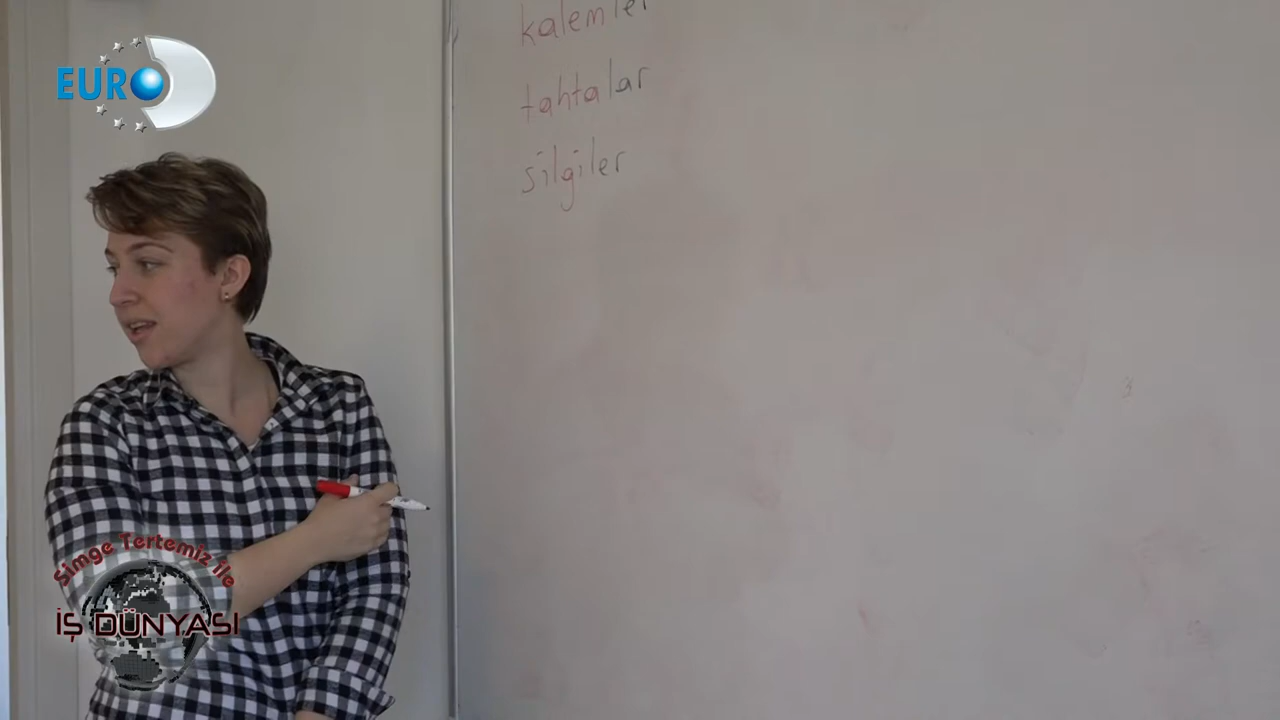 EURO D
kalemler
tahtalar
silgiler
Simge Tertemiz ile
İŞ DÜNYASI